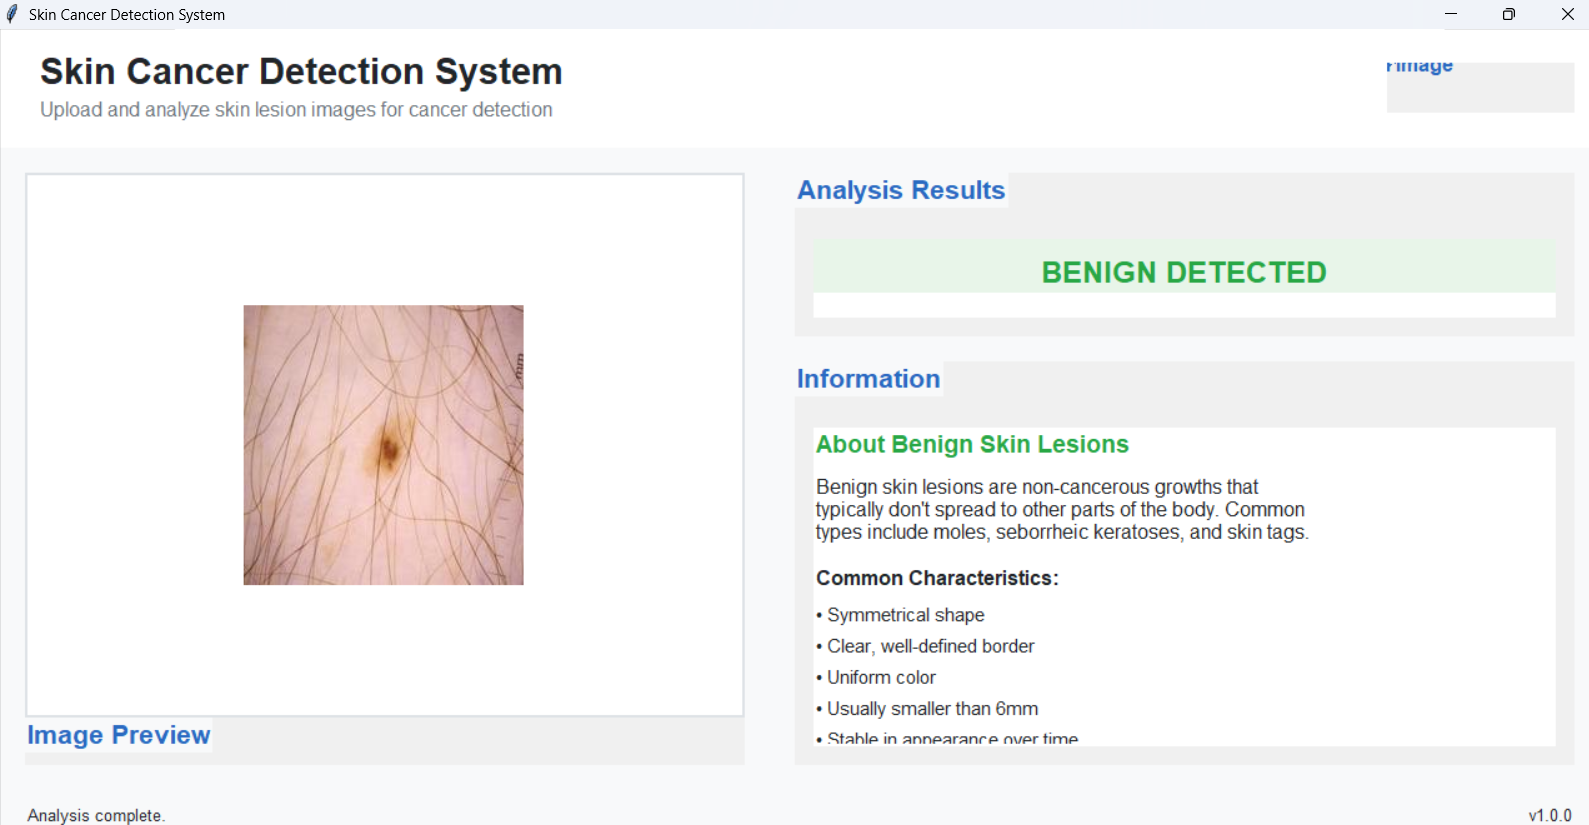 Skin Cancer Detection System
Skin Cancer Detection System
Upload and analyze skin lesion images for cancer detection
Image Preview
Analysis Results
BENIGN DETECTED
Information
About Benign Skin Lesions
Benign skin lesions are non-cancerous growths that
typically don't spread to other parts of the body. Common
types include moles, seborrheic keratoses, and skin tags.
Common Characteristics:
• Symmetrical shape
• Clear, well-defined border
• Uniform color
• Usually smaller than 6mm
• Stable in appearance over time
Analysis complete.
v1.0.0